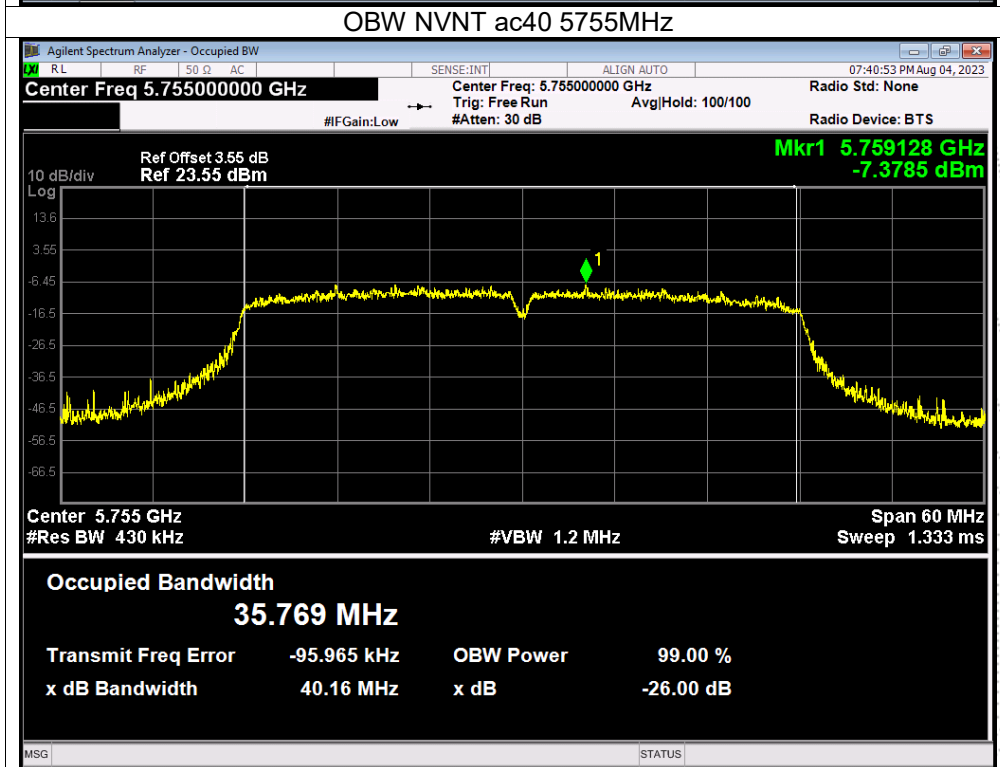 OBW NVNT ac40 5755MHz
Agilent Spectrum Analyzer - Occupied BW
LXI RL RF 50 Ω AC SENSE:INT ALIGN AUTO 07:40:53 PM Aug 04, 2023
Center Freq 5.755000000 GHz Center Freq: 5.755000000 GHz Radio Std: None
Trig: Free Run Avg|Hold: 100/100
#IFGain:Low #Atten: 30 dB Radio Device: BTS
Mkr1 5.759128 GHz
-7.3785 dBm
Ref Offset 3.55 dB
10 dB/div Ref 23.55 dBm
Log
13.6
3.55
1
-6.45
-16.5
-26.5
-36.5
-46.5
-56.5
-66.5
Center 5.755 GHz Span 60 MHz
#Res BW 430 kHz #VBW 1.2 MHz Sweep 1.333 ms
Occupied Bandwidth
35.769 MHz
Transmit Freq Error -95.965 kHz OBW Power 99.00 %
x dB Bandwidth 40.16 MHz x dB -26.00 dB
MSG STATUS